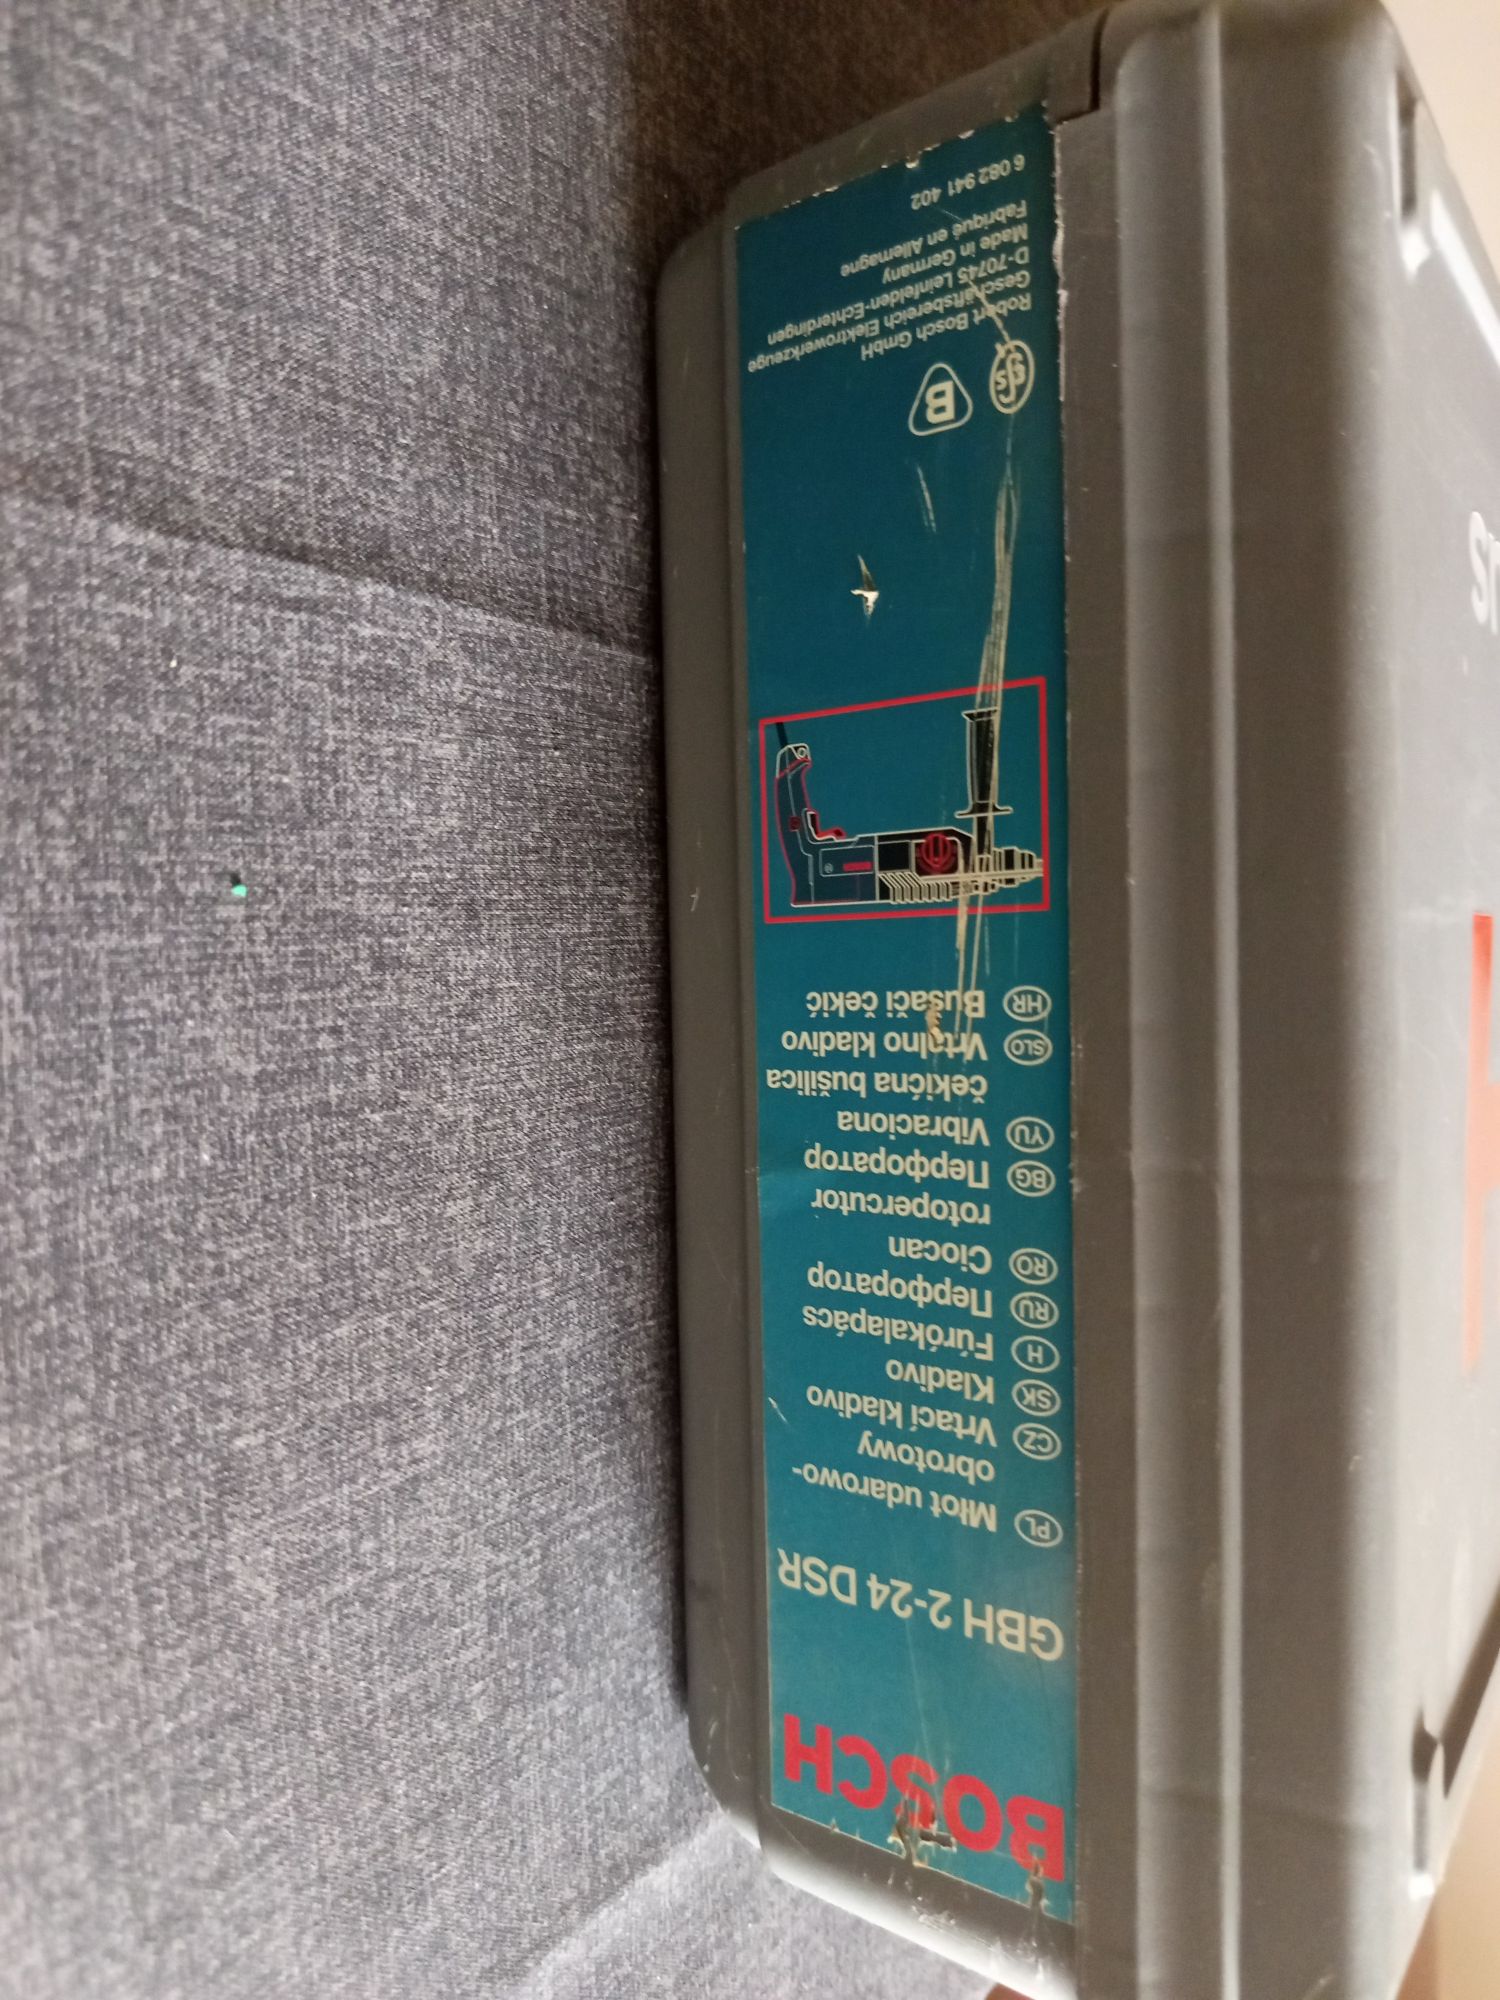 BOSCH
GBH 2-24 DSR
PL Młot udarowo-
obrotowy
CZ Vrtací kladivo
SK Kladivo
H Fúrókalapács
RU Перфоратор
RO Ciocan
rotopercutor
BG Перфоратор
YU Vibraciona
čekićna bušilica
SLO Vrtalno kladivo
HR Bušaći čekić
B
Robert Bosch GmbH
Geschäftsbereich Elektrowerkzeuge
D-70745 Leinfelden-Echterdingen
Made in Germany
Fabriqué en Allemagne
6 082 941 402